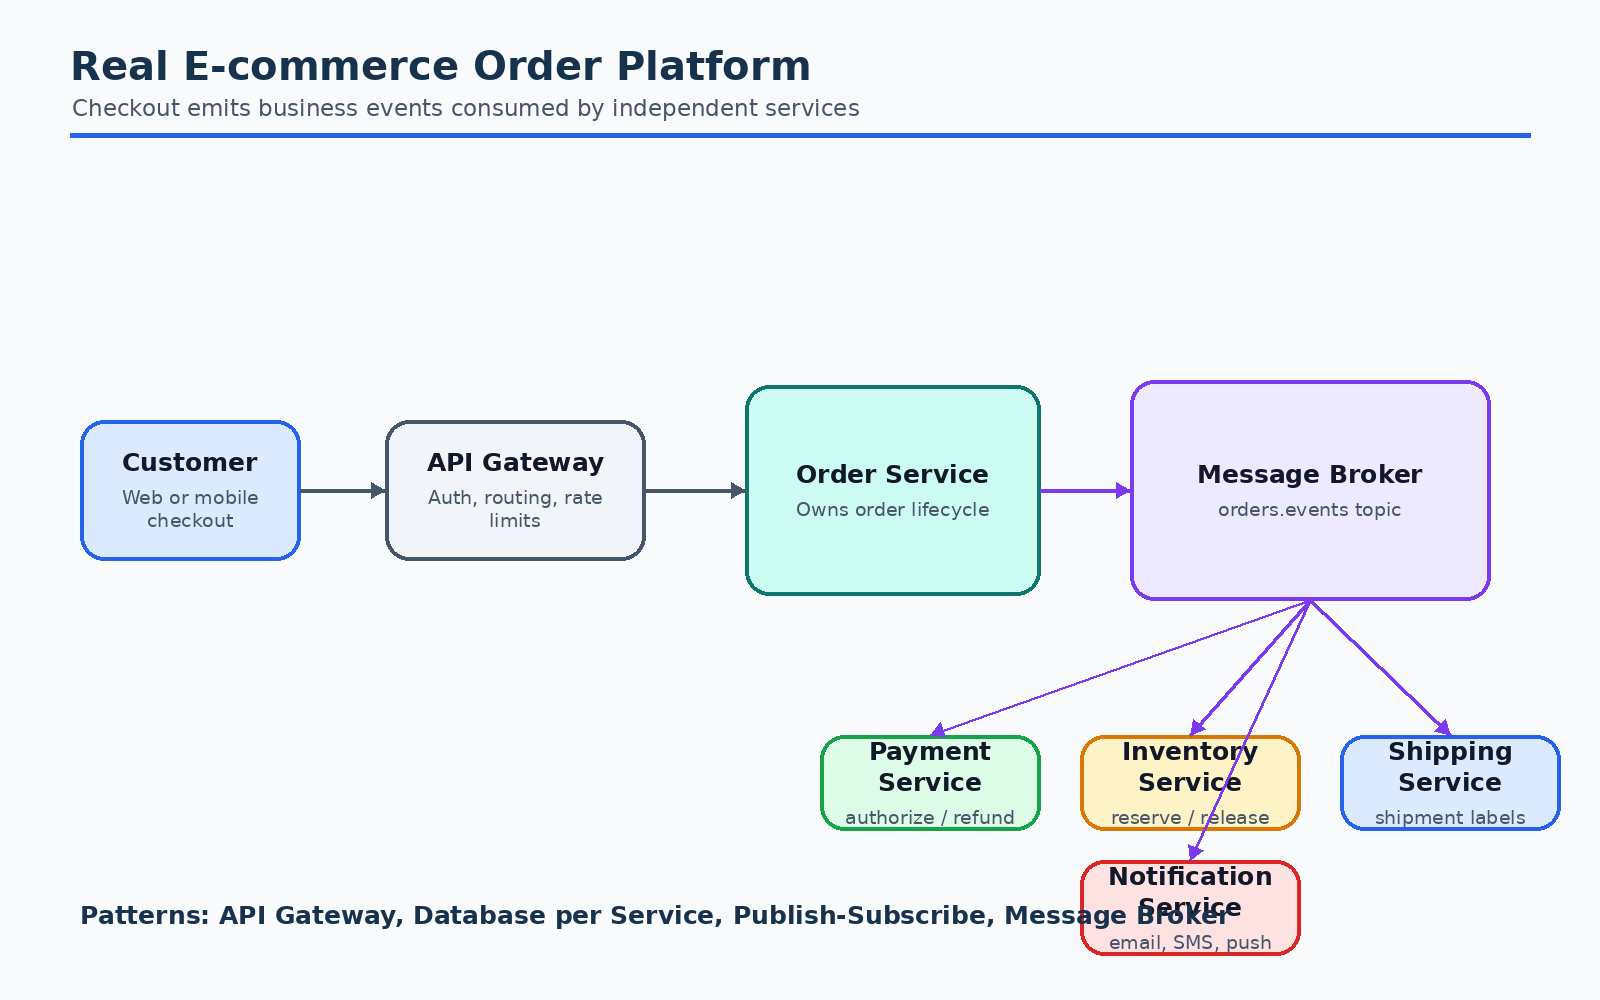 Real E-commerce Order Platform
Checkout emits business events consumed by independent services
Customer
Web or mobile
checkout
API Gateway
Auth, routing, rate
limits
Order Service
Owns order lifecycle
Message Broker
orders.events topic
Payment
Service
authorize / refund
Inventory
Service
reserve / release
Shipping
Service
shipment labels
Notification
Service
email, SMS, push
Patterns: API Gateway, Database per Service, Publish-Subscribe, Message Broker